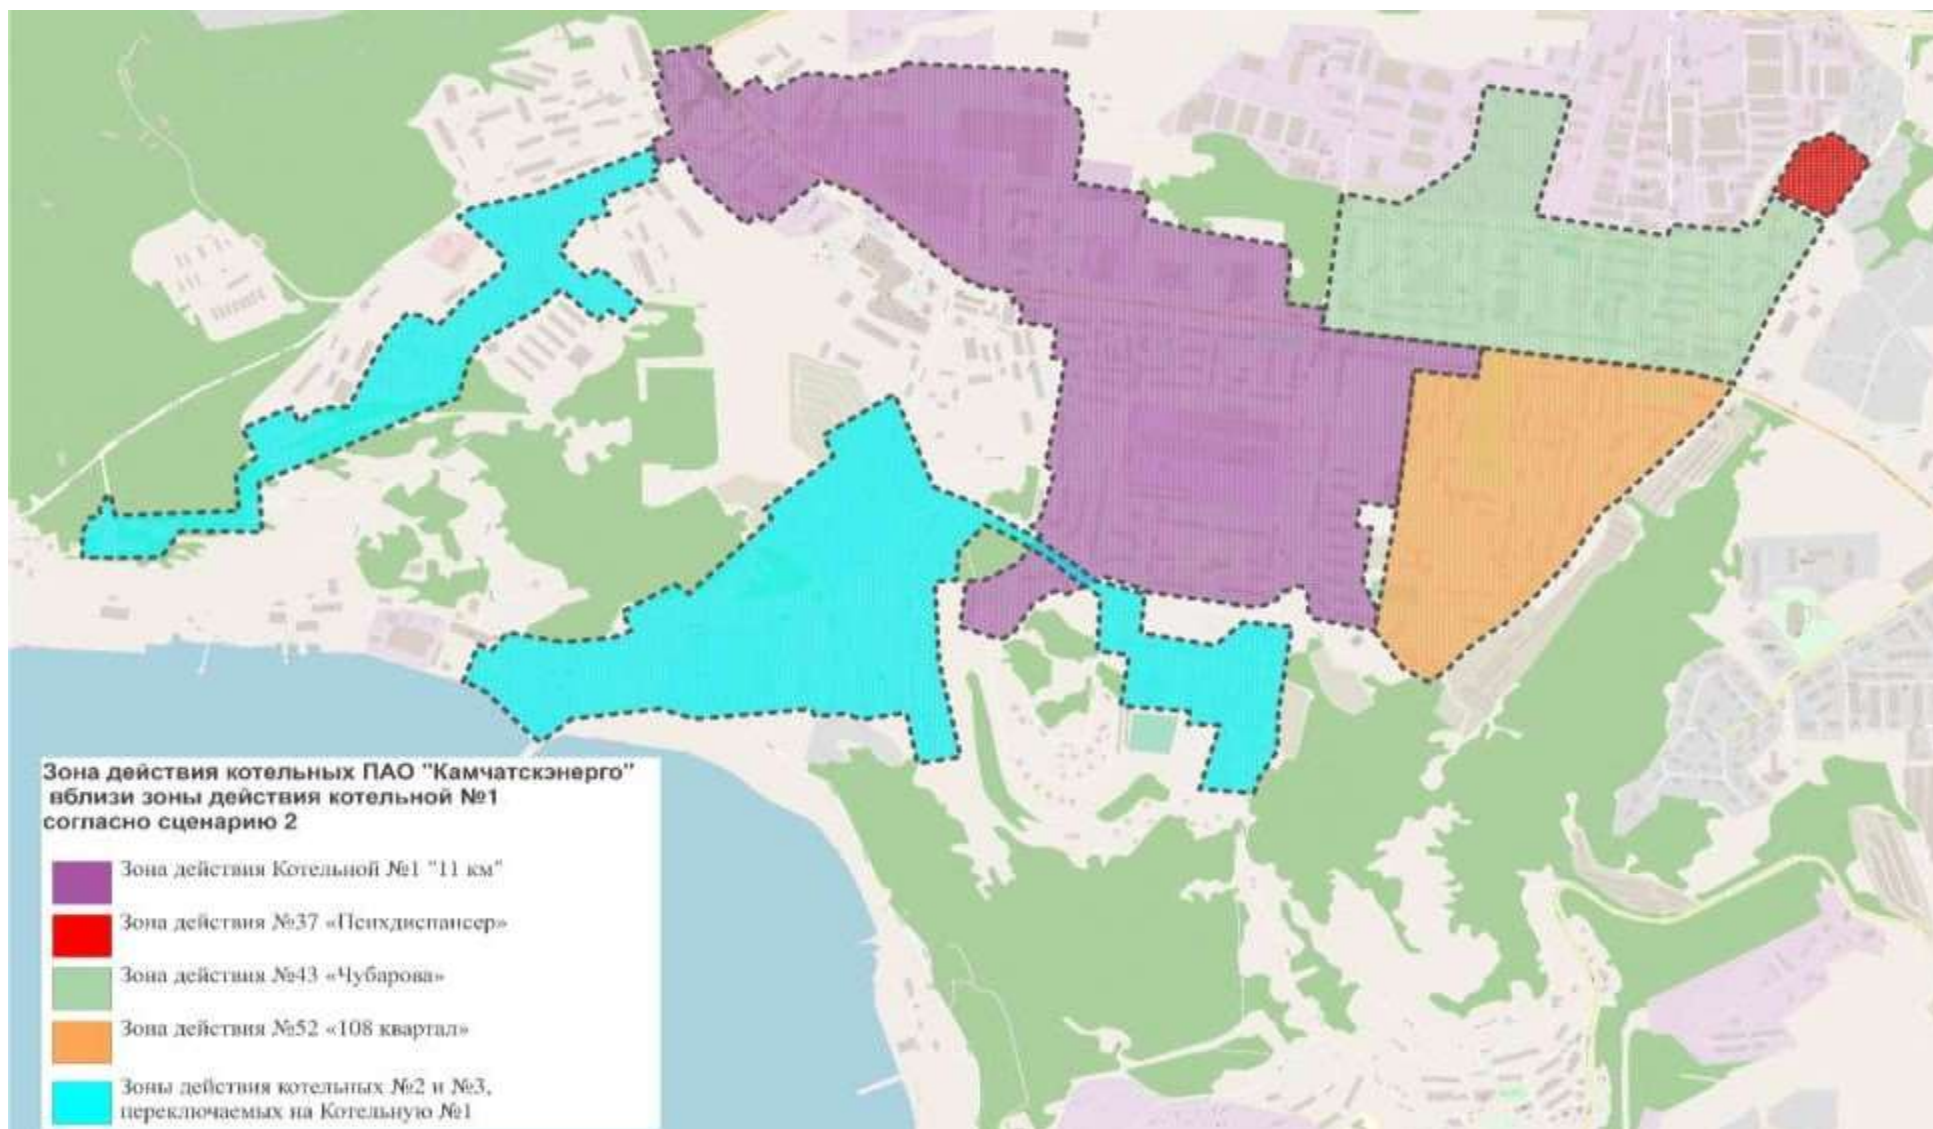 Зона действия котельных ПАО "Камчатскэнерго"
вблизи зоны действия котельной №1
согласно сценарию 2
Зона действия Котельной №1 "11 км"
Зона действия №37 «Психдиспансер»
Зона действия №43 «Чубарова»
Зона действия №52 «108 квартал»
Зоны действия котельных №2 и №3,
переключаемых на Котельную №1